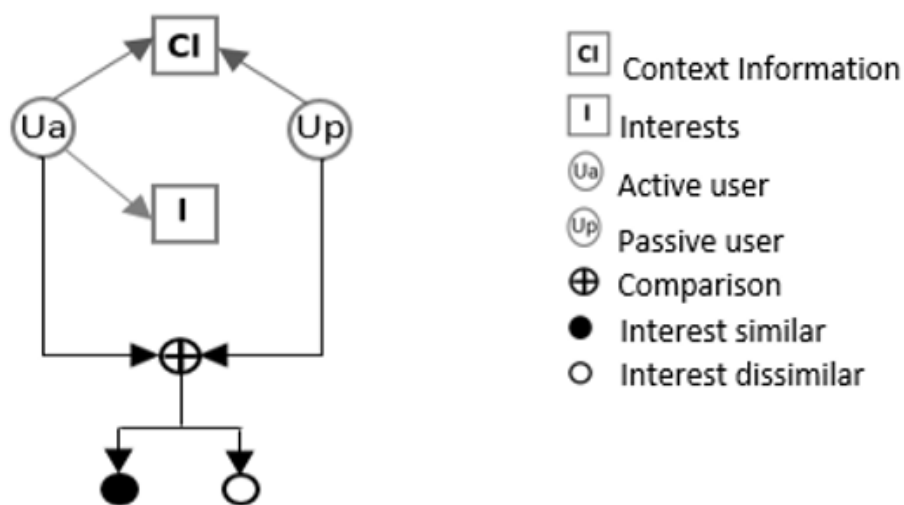 CI
Ua
Up
I
CI Context Information
I Interests
Ua Active user
Up Passive user
Comparison
Interest similar
Interest dissimilar